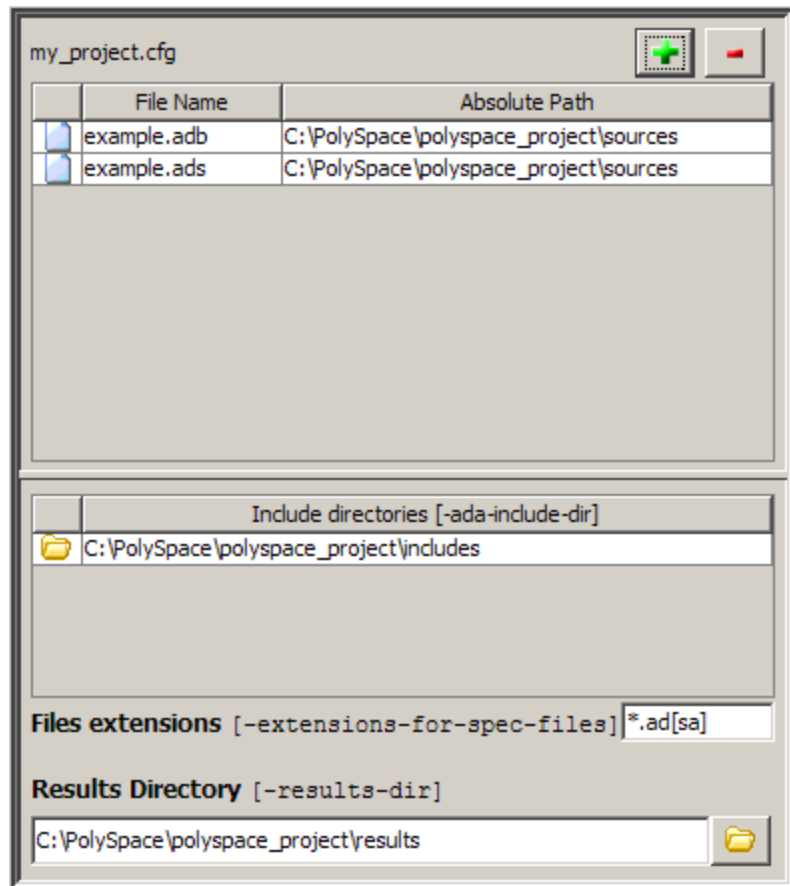 my_project.cfg
File Name Absolute Path
example.adb C:\PolySpace\polyspace_project\sources
example.ads C:\PolySpace\polyspace_project\sources
Include directories [-ada-include-dir]
C:\PolySpace\polyspace_project\includes
Files extensions [-extensions-for-spec-files] *.ad[sa]
Results Directory [-results-dir]
C:\PolySpace\polyspace_project\results